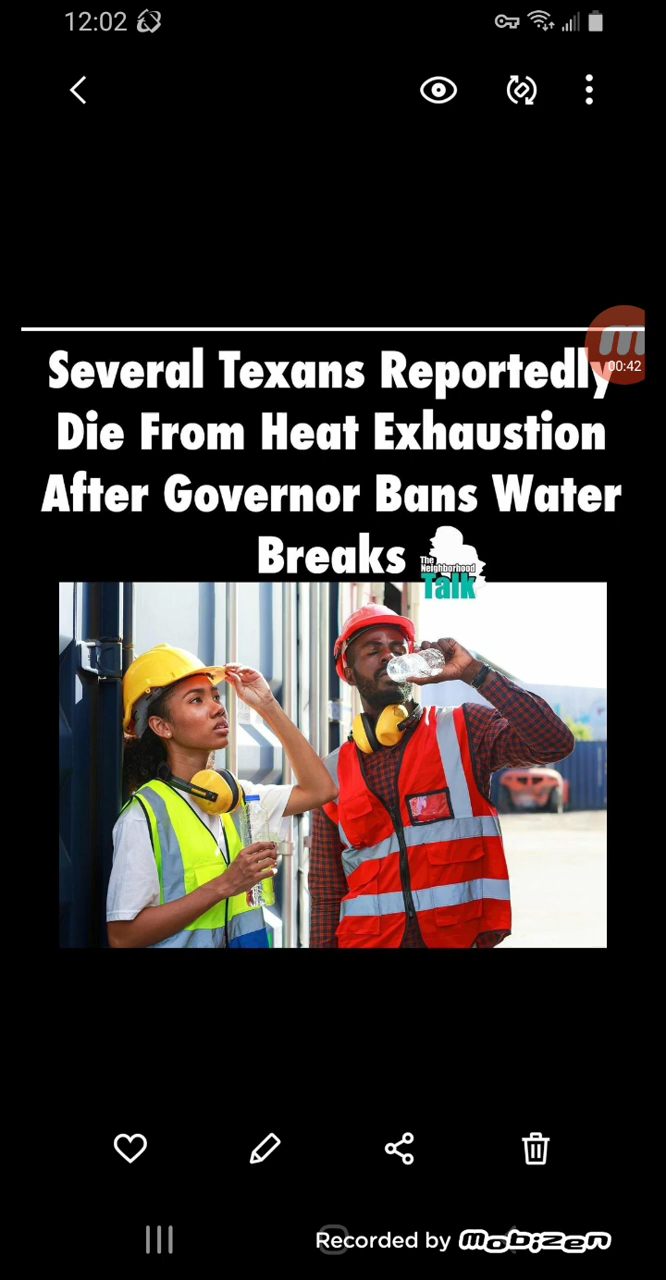 12:02
00:42
Several Texans Reportedly
Die From Heat Exhaustion
After Governor Bans Water
Breaks
The
Neighborhood
Talk
Recorded by mobizen